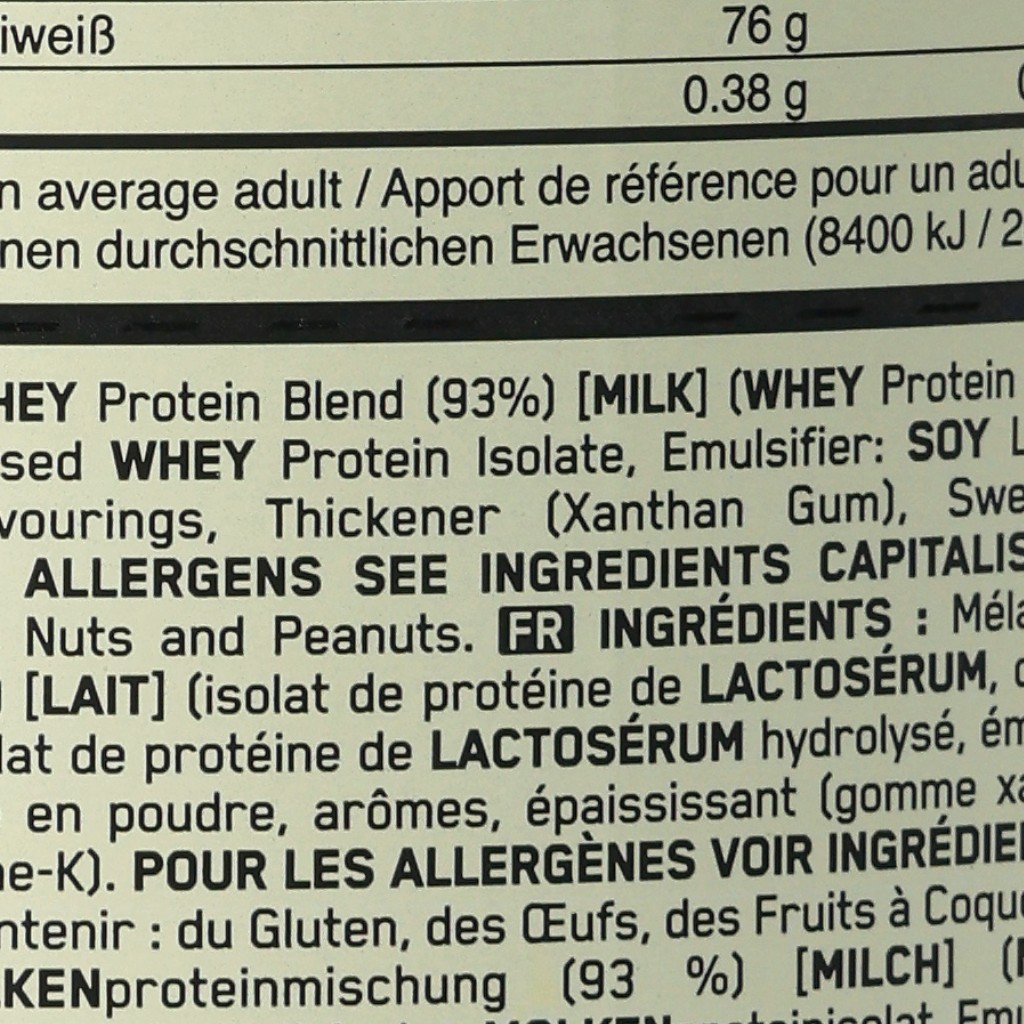 iweiß 76 g
0.38 g
n average adult / Apport de référence pour un adu
nen durchschnittlichen Erwachsenen (8400 kJ / 2
HEY Protein Blend (93%) [MILK] (WHEY Protein
sed WHEY Protein Isolate, Emulsifier: SOY L
vourings, Thickener (Xanthan Gum), Swe
ALLERGENS SEE INGREDIENTS CAPITALIS
Nuts and Peanuts. FR INGRÉDIENTS : Méla
[LAIT] (isolat de protéine de LACTOSÉRUM,
lat de protéine de LACTOSÉRUM hydrolysé, ém
en poudre, arômes, épaississant (gomme xa
ne-K). POUR LES ALLERGÈNES VOIR INGRÉDIE
ntenir : du Gluten, des Œufs, des Fruits à Coqu
KENproteinmischung (93 %) [MILCH] (